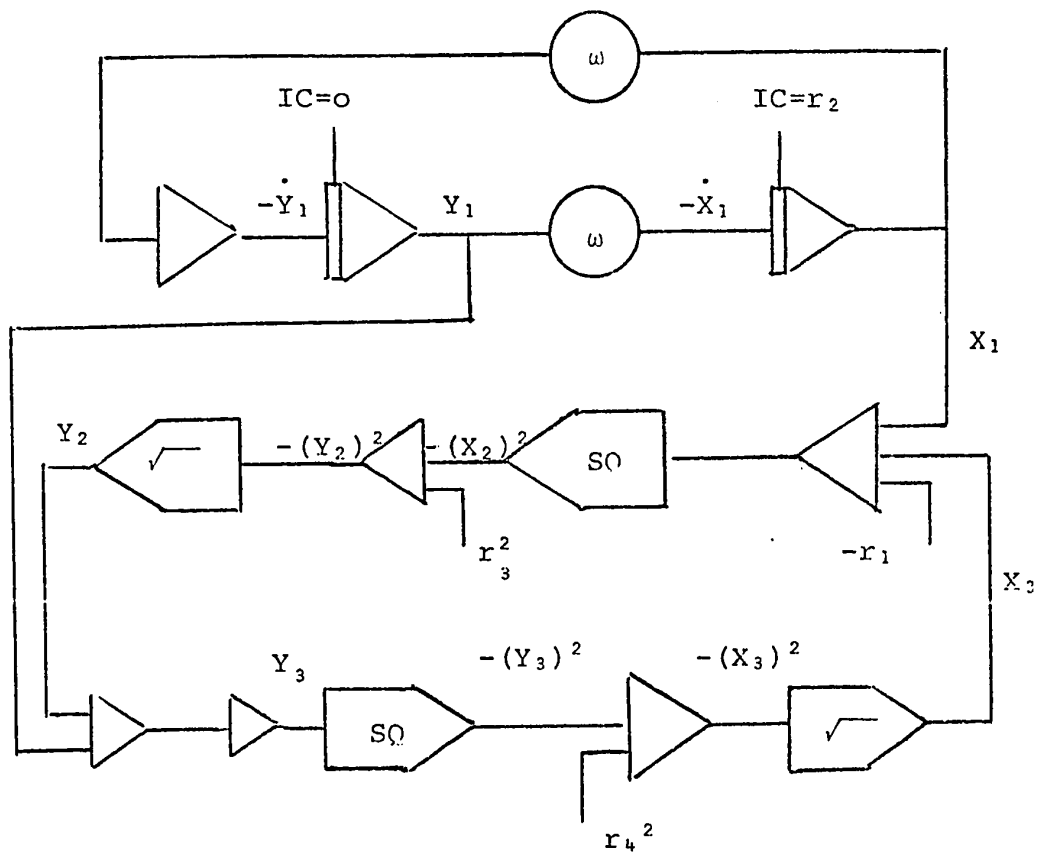 ω
IC=o
IC=r₂
-Ẏ₁
Y₁
ω
-Ẋ₁
X₁
Y₂
√
-(Y₂)²
-(X₂)²
SQ
r₃²
-r₁
X₃
Y₃
-(Y₃)²
-(X₃)²
SQ
√
r₄²